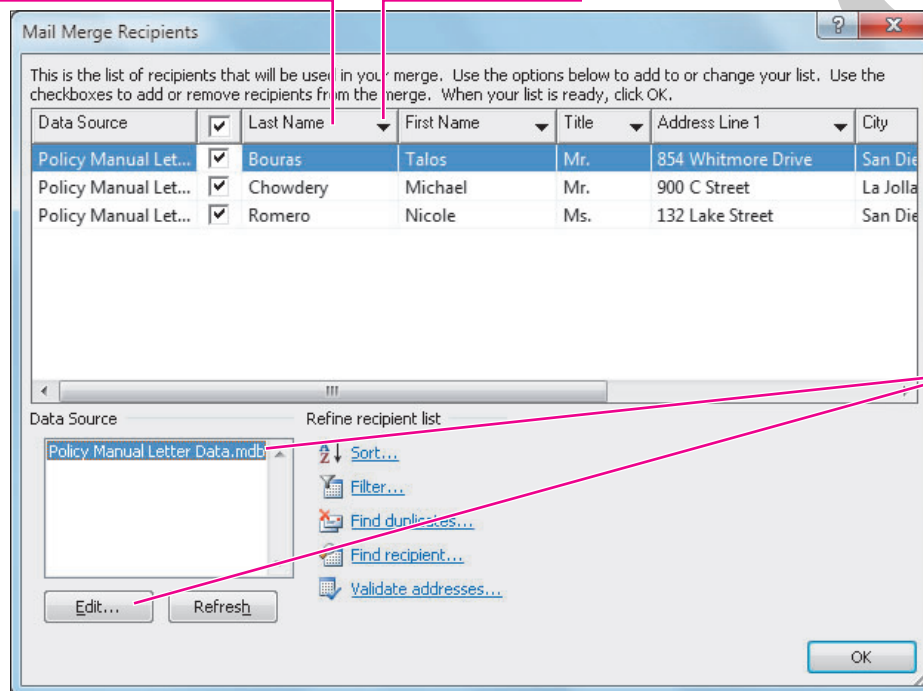 Mail Merge Recipients
This is the list of recipients that will be used in your merge. Use the options below to add to or change your list. Use the
checkboxes to add or remove recipients from the merge. When your list is ready, click OK.
Data Source Last Name First Name Title Address Line 1 City
Policy Manual Let... Bouras Talos Mr. 854 Whitmore Drive San Die
Policy Manual Let... Chowdery Michael Mr. 900 C Street La Jolla
Policy Manual Let... Romero Nicole Ms. 132 Lake Street San Die
Data Source Refine recipient list
Policy Manual Letter Data.mdb
Sort...
Filter...
Find duplicates...
Find recipient...
Validate addresses...
Edit... Refresh
OK